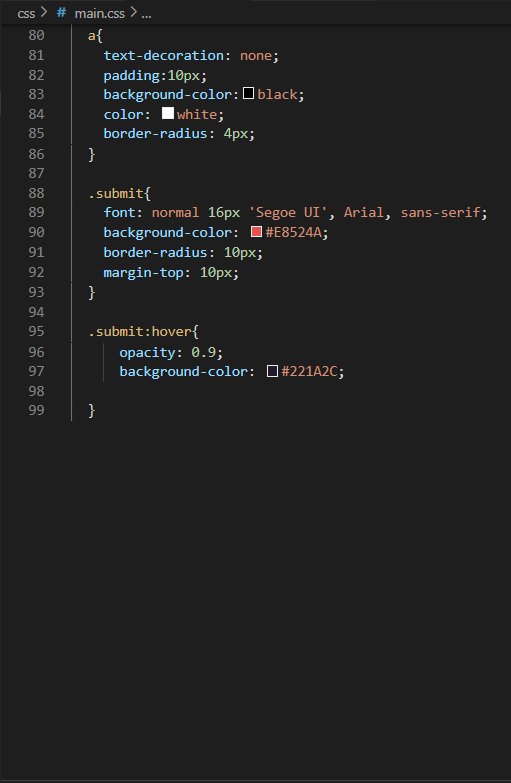 css > # main.css > ...
80 a{
81 text-decoration: none;
82 padding:10px;
83 background-color: black;
84 color: white;
85 border-radius: 4px;
86 }
87
88 .submit{
89 font: normal 16px 'Segoe UI', Arial, sans-serif;
90 background-color: #E8524A;
91 border-radius: 10px;
92 margin-top: 10px;
93 }
94
95 .submit:hover{
96 opacity: 0.9;
97 background-color: #221A2C;
98
99 }